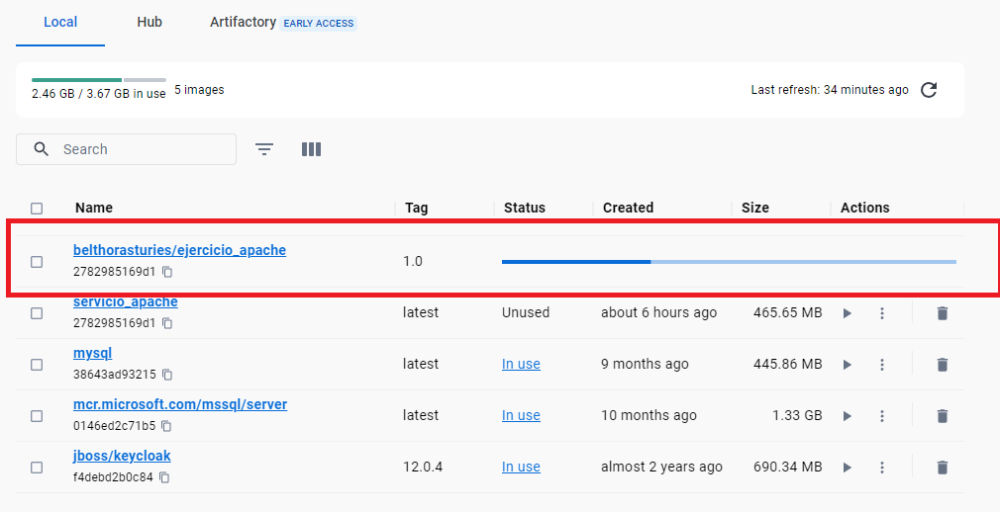 Local Hub Artifactory EARLY ACCESS
2.46 GB / 3.67 GB in use 5 images Last refresh: 34 minutes ago
Search
Name Tag Status Created Size Actions
belthorasturies/ejercicio_apache
2782985169d1 1.0
servicio_apache
2782985169d1 latest Unused about 6 hours ago 465.65 MB
mysql
38643ad93215 latest In use 9 months ago 445.86 MB
mcr.microsoft.com/mssql/server
0146ed2c71b5 latest In use 10 months ago 1.33 GB
jboss/keycloak
f4debd2b0c84 12.0.4 In use almost 2 years ago 690.34 MB